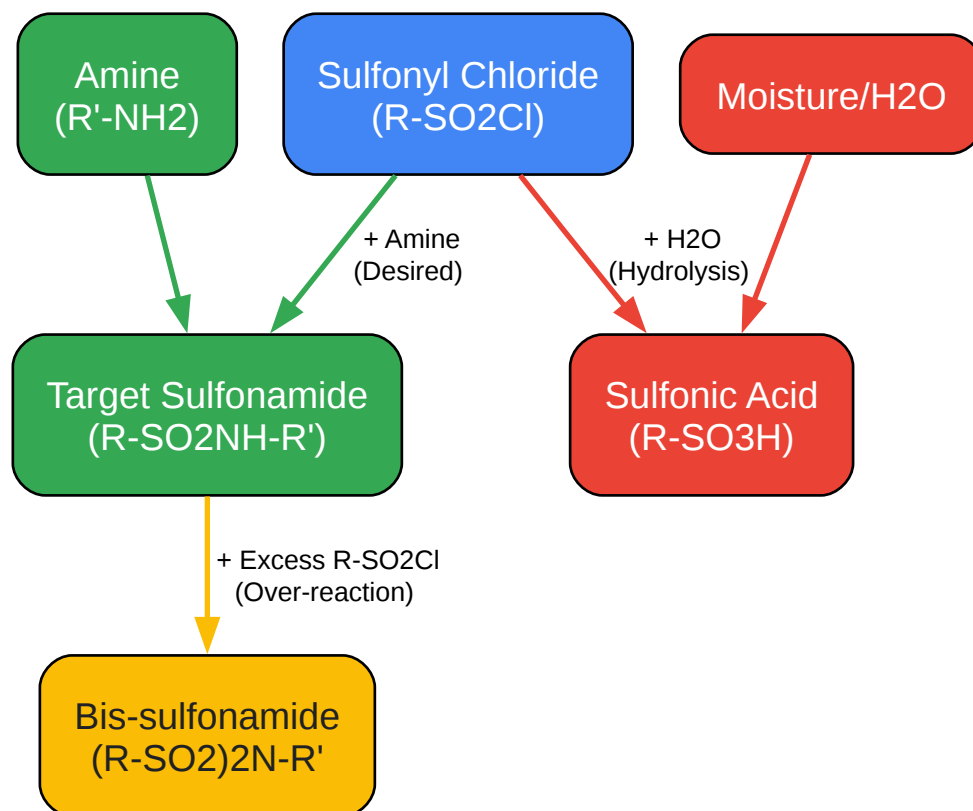 Amine
(R'-NH2)
Sulfonyl Chloride
(R-SO2Cl)
Moisture/H2O
+ Amine
(Desired)
+ H2O
(Hydrolysis)
Target Sulfonamide
(R-SO2NH-R')
Sulfonic Acid
(R-SO3H)
+ Excess R-SO2Cl
(Over-reaction)
Bis-sulfonamide
(R-SO2)2N-R'